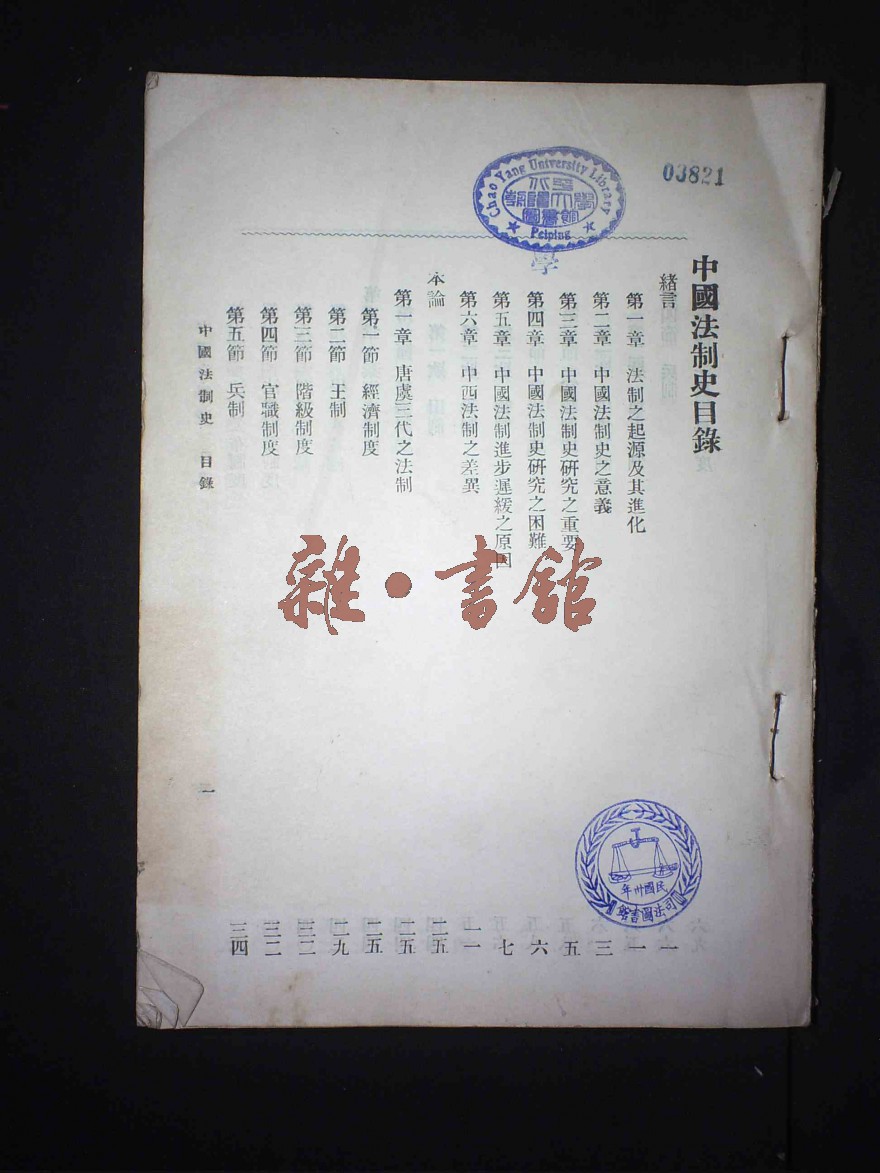 03821
Chao Yang University Library
Peiping
中國法制史目錄
緒言 一
第一章 法制之起源及其進化 一
第二章 中國法制史之意義 三
第三章 中國法制史研究之重要 五
第四章 中國法制史研究之困難 六
第五章 中國法制進步遲緩之原因 七
第六章 中西法制之差異 一一
本論 二五
第一章 唐虞三代之法制 二五
第一節 經濟制度 二五
第二節 王制 二九
第三節 階級制度 三二
第四節 官職制度 三二
第五節 兵制 三四
中國法制史 目錄
一
雜·書館
年卅國民